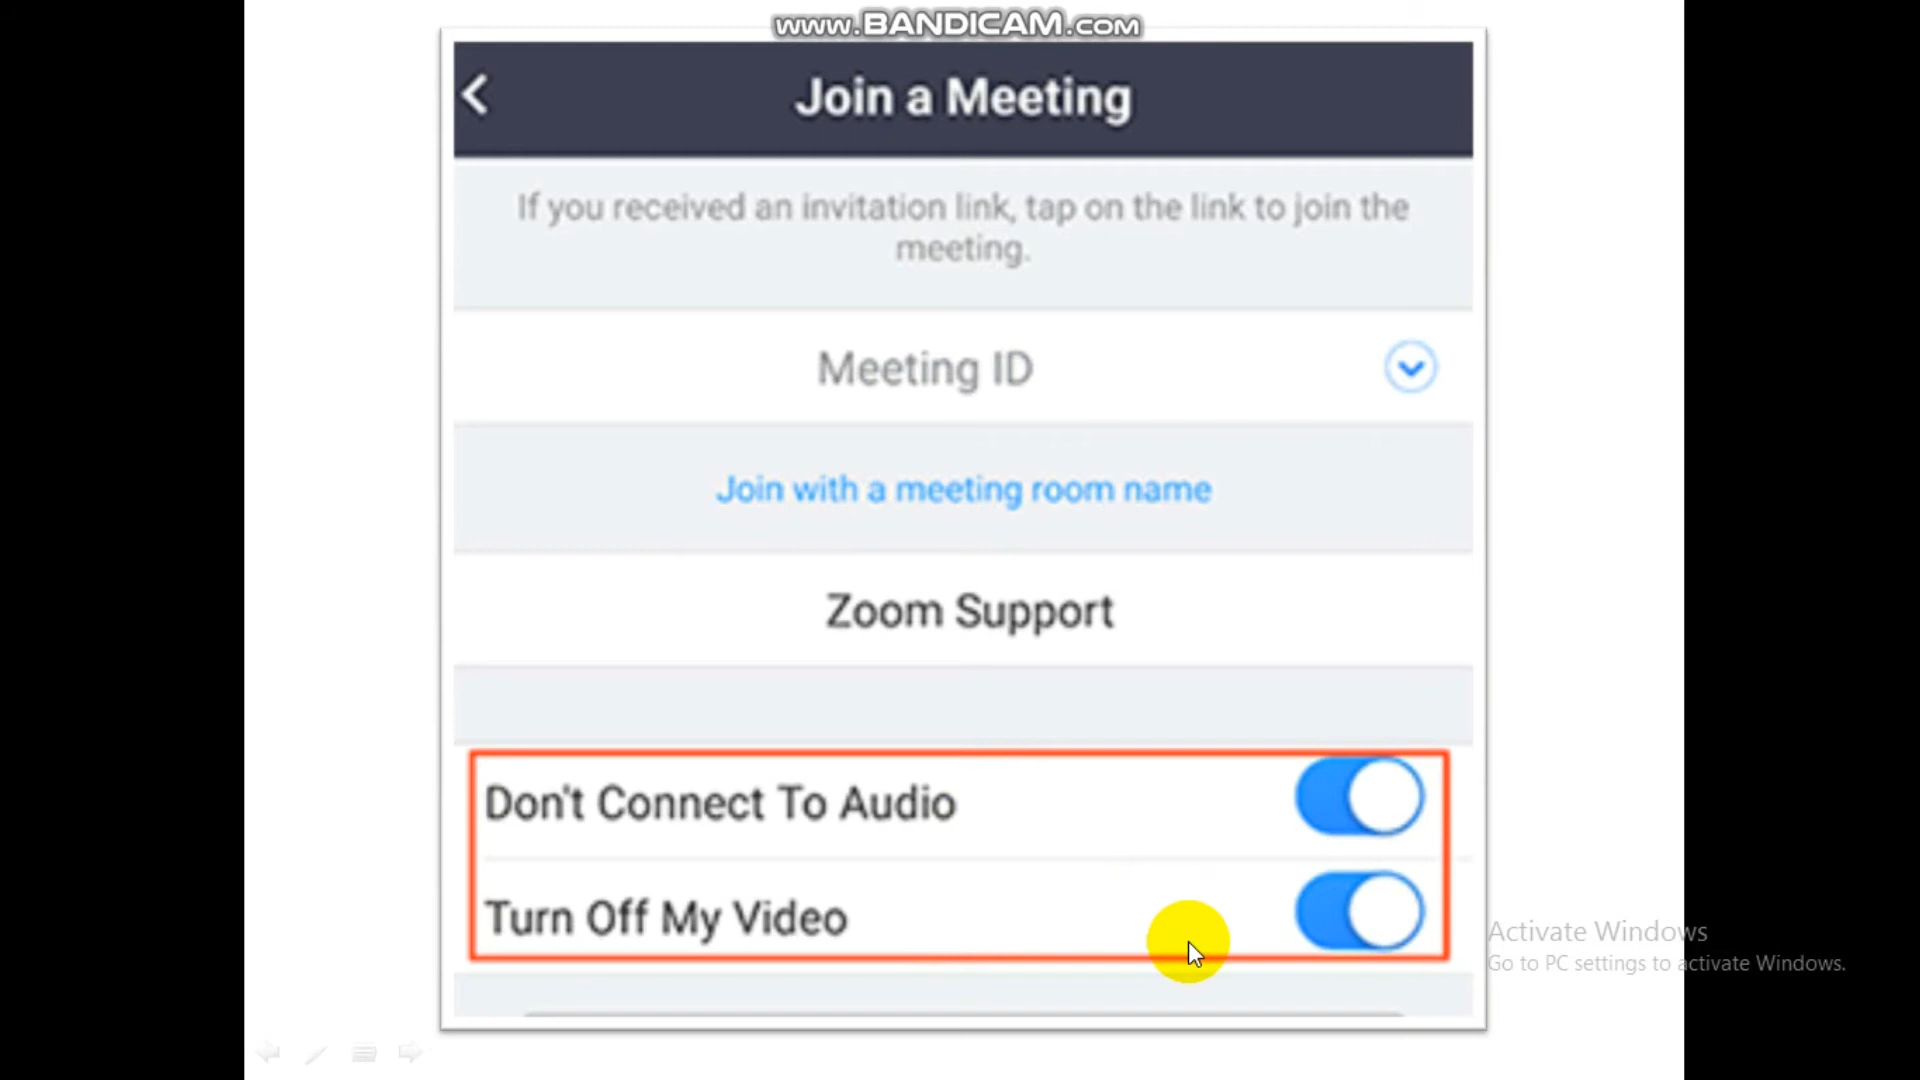 www.BANDICAM.com
Join a Meeting
If you received an invitation link, tap on the link to join the
meeting.
Meeting ID
Join with a meeting room name
Zoom Support
Don't Connect To Audio
Turn Off My Video
Activate Windows
Go to PC settings to activate Windows.